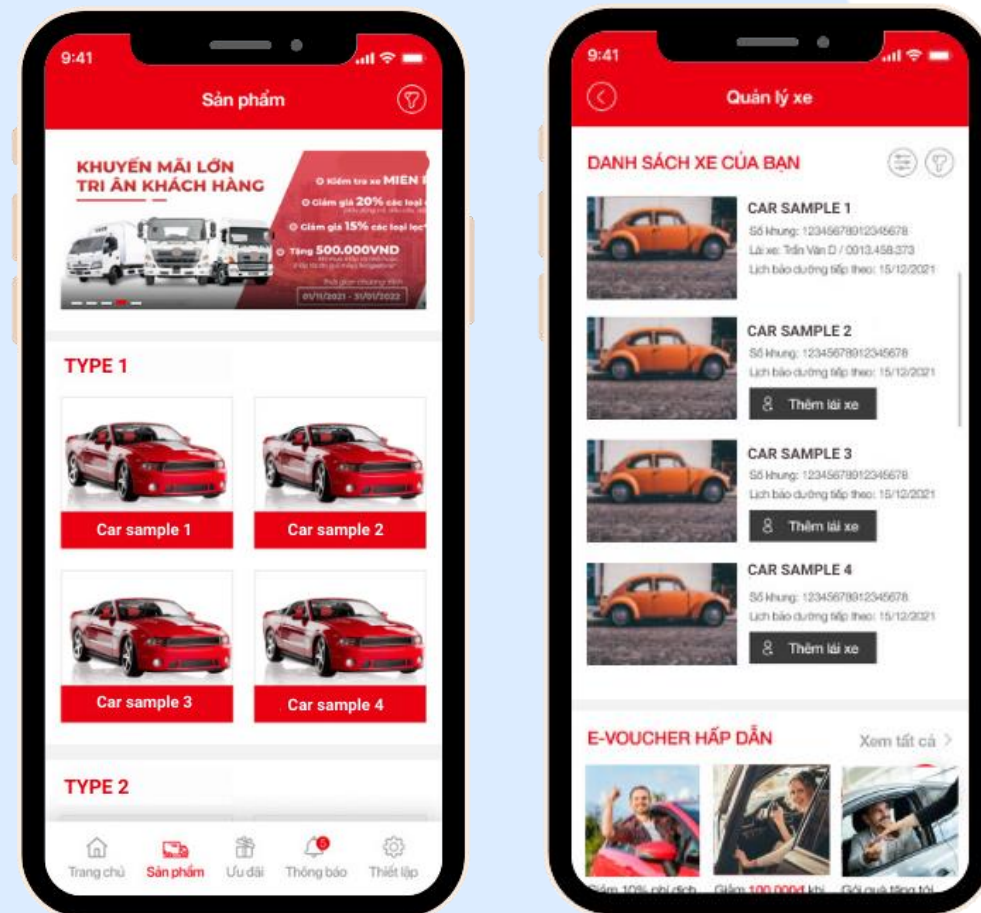 9:41
Sản phẩm
KHUYẾN MÃI LỚN
TRI ÂN KHÁCH HÀNG
Kiểm tra xe MIỄN
Giảm giá 20% các loại
Giảm giá 15% các loại lọc
Tặng 500.000VND
Thời gian chương trình
01/11/2021 - 31/01/2022
TYPE 1
Car sample 1
Car sample 2
Car sample 3
Car sample 4
TYPE 2
Trang chủ
Sản phẩm
Ưu đãi
Thông báo
Thiết lập
9:41
Quản lý xe
DANH SÁCH XE CỦA BẠN
CAR SAMPLE 1
Số khung: 12345678912345678
Lái xe: Trần Văn D / 0913.458.373
Lịch bảo dưỡng tiếp theo: 15/12/2021
CAR SAMPLE 2
Số khung: 12345678912345678
Lịch bảo dưỡng tiếp theo: 15/12/2021
Thêm lái xe
CAR SAMPLE 3
Số khung: 12345678912345678
Lịch bảo dưỡng tiếp theo: 15/12/2021
Thêm lái xe
CAR SAMPLE 4
Số khung: 12345678912345678
Lịch bảo dưỡng tiếp theo: 15/12/2021
Thêm lái xe
E-VOUCHER HẤP DẪN
Xem tất cả
Giảm 10% phí dịch
Giảm 100.000đ khi
Gói quà tặng tới